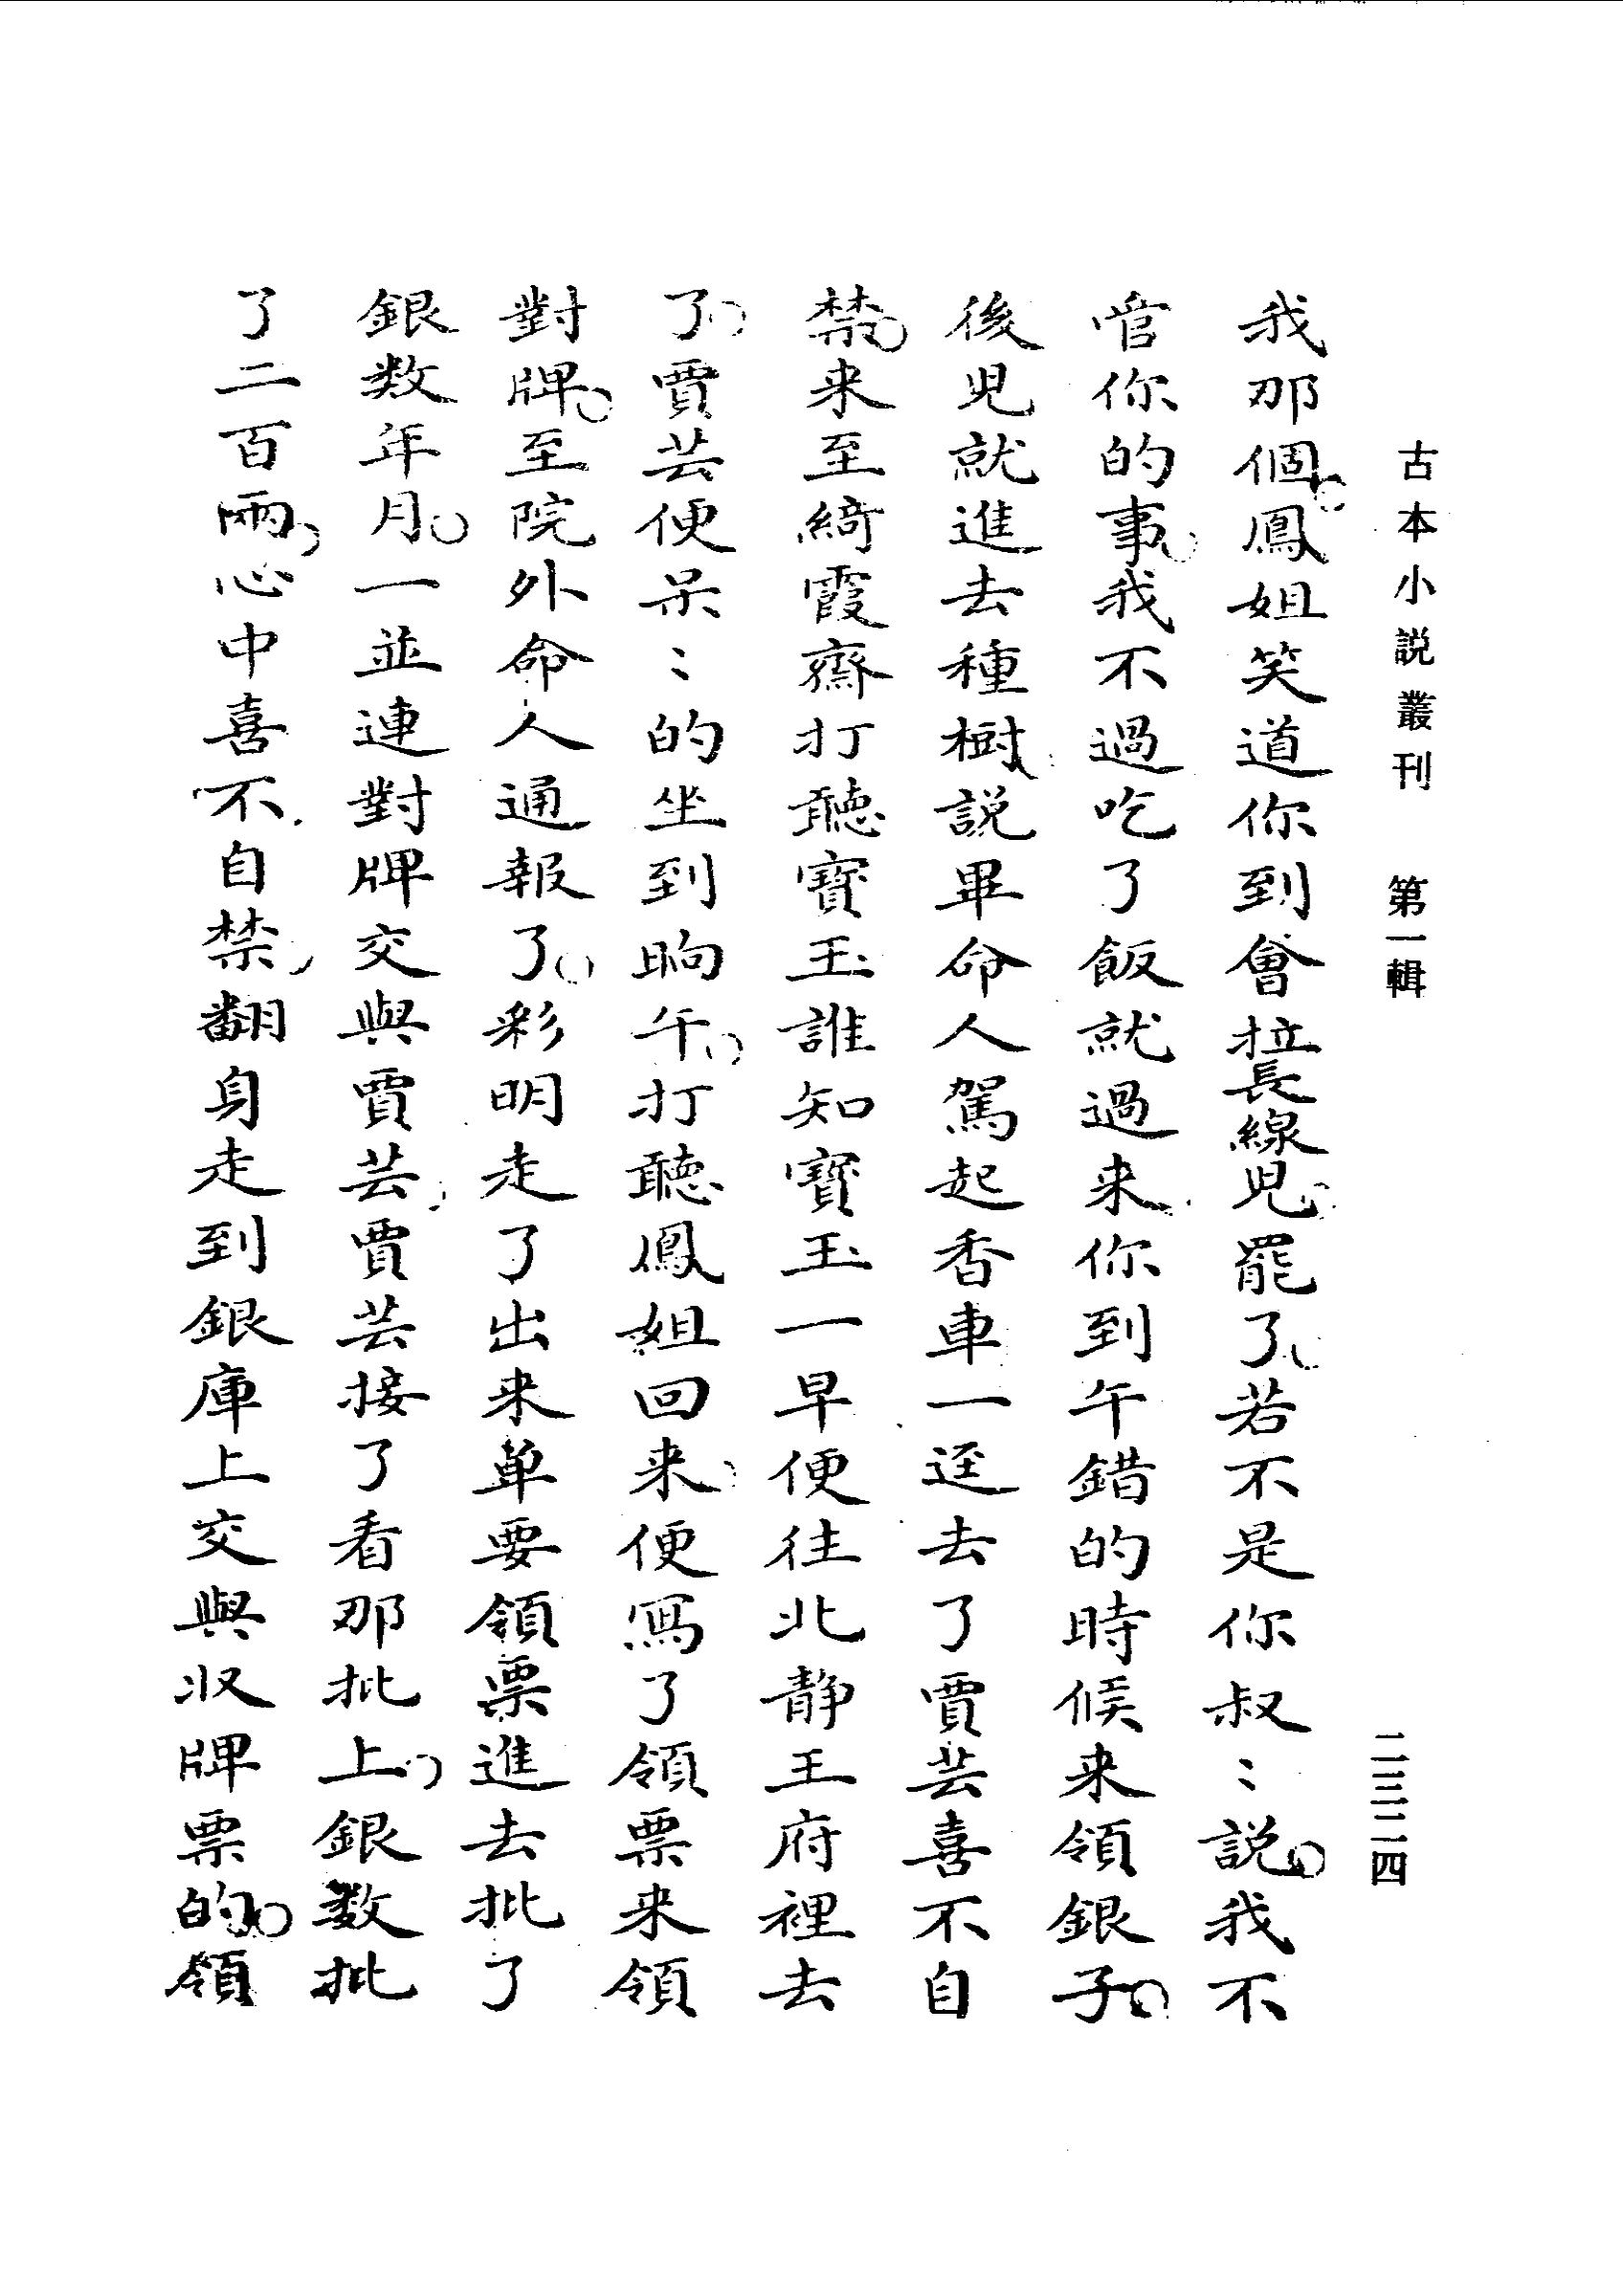 古本小説叢刊　第一輯　二三二四
我那個鳳姐笑道你到會拉長線児罷了若不是你叔〻説我不
管你的事我不過吃了飯就過来你到午錯的時候来領銀子
後児就進去種樹説畢命人駕起香車一逕去了賈芸喜不自
禁来至綺霞齋打聽寶玉誰知寶玉一早便往北静王府裡去
了賈芸便呆〻的坐到晌午打聽鳳姐回来便寫了領票来領
對牌至院外命人通報了彩明走了出来单要領票進去批了
銀数年月一並連對牌交與賈芸賈芸接了看那批上銀数批
了二百兩心中喜不自禁翻身走到銀庫上交與収牌票的領